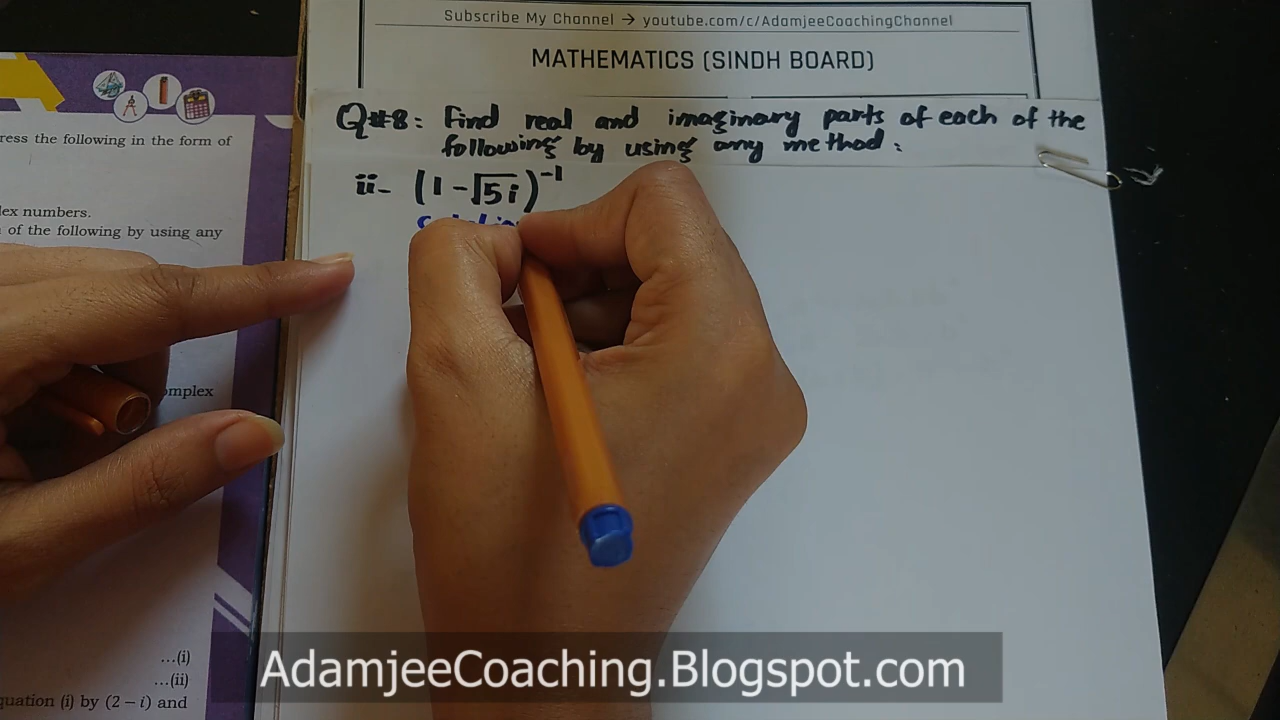 Subscribe My Channel → youtube.com/c/AdamjeeCoachingChannel
MATHEMATICS (SINDH BOARD)
Q#8: Find real and imaginary parts of each of the
following by using any method:
ii- (1-√5i)⁻¹
ress the following in the form of
lex numbers.
of the following by using any
omplex
...(i)
...(ii)
quation (i) by (2 – i) and
AdamjeeCoaching.Blogspot.com